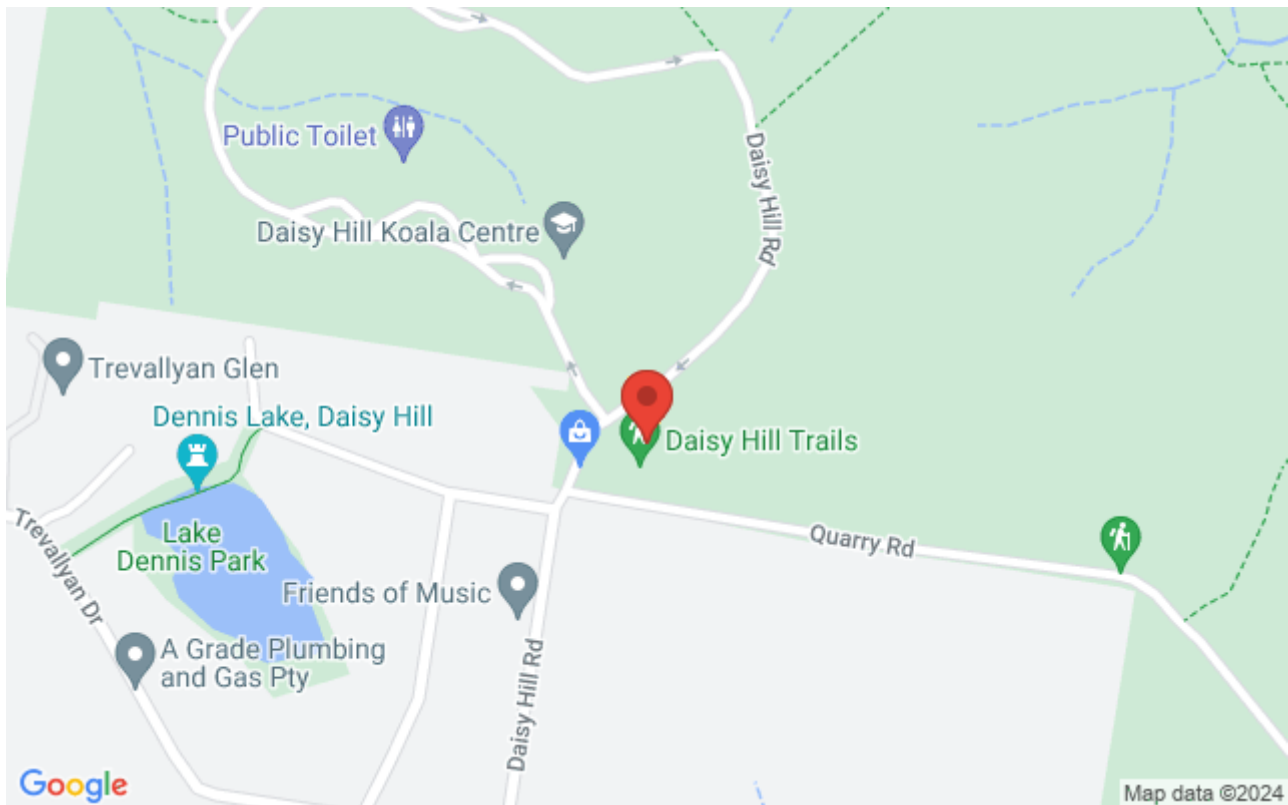 Public Toilet
Daisy Hill Rd
Daisy Hill Koala Centre
Trevallyan Glen
Dennis Lake, Daisy Hill
Daisy Hill Trails
Lake
Dennis Park
Quarry Rd
Trevallyan Dr
Friends of Music
A Grade Plumbing
and Gas Pty
Daisy Hill Rd
Google
Map data ©2024